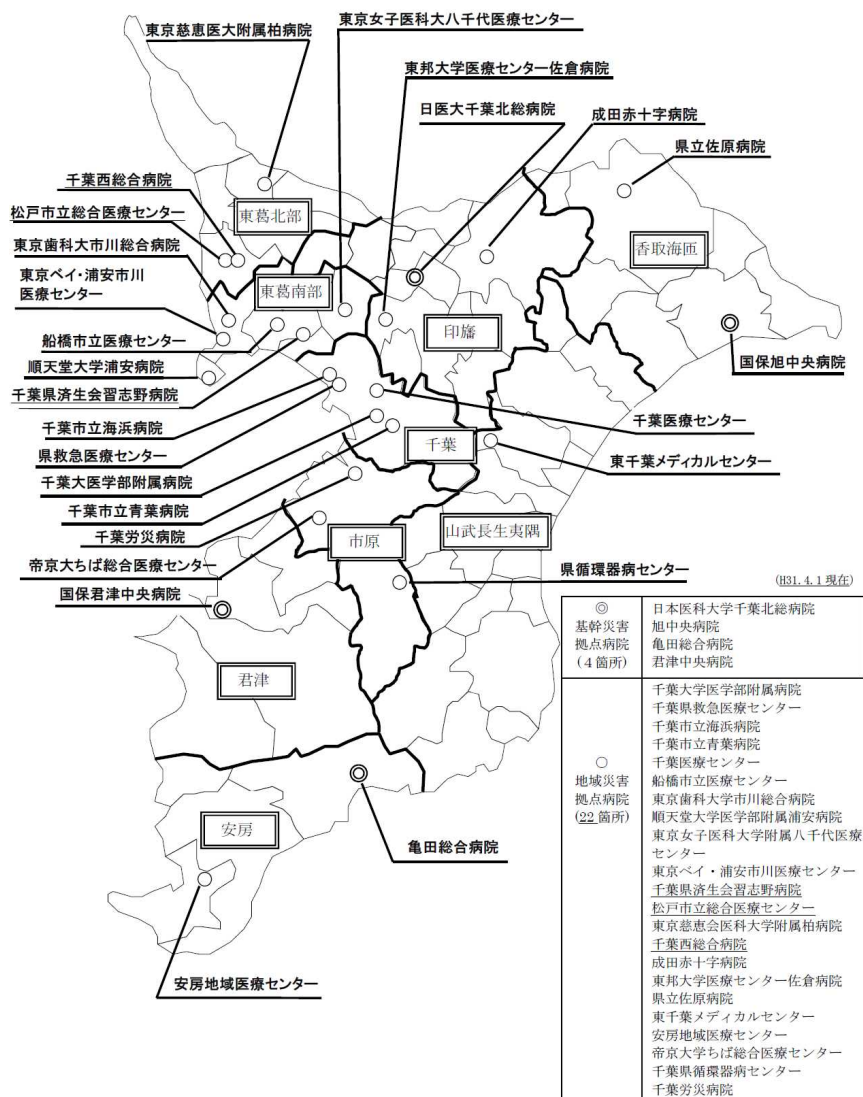 東京慈恵医大附属柏病院
東京女子医科大八千代医療センター
東邦大学医療センター佐倉病院
日医大千葉北総病院
成田赤十字病院
県立佐原病院
千葉西総合病院
松戸市立総合医療センター
東葛北部
東京歯科大市川総合病院
香取海匝
東京ベイ・浦安市川
医療センター
東葛南部
印旛
船橋市立医療センター
国保旭中央病院
順天堂大学浦安病院
千葉県済生会習志野病院
千葉市立海浜病院
千葉医療センター
県救急医療センター
千葉
東千葉メディカルセンター
千葉大医学部附属病院
千葉市立青葉病院
千葉労災病院
市原
山武長生夷隅
帝京大ちば総合医療センター
県循環器病センター
国保君津中央病院
君津
安房
亀田総合病院
安房地域医療センター
(H31.4.1 現在)
◎
基幹災害
拠点病院
(4箇所)
日本医科大学千葉北総病院
旭中央病院
亀田総合病院
君津中央病院
○
地域災害
拠点病院
(22箇所)
千葉大学医学部附属病院
千葉県救急医療センター
千葉市立海浜病院
千葉市立青葉病院
千葉医療センター
船橋市立医療センター
東京歯科大学市川総合病院
順天堂大学医学部附属浦安病院
東京女子医科大学附属八千代医療
センター
東京ベイ・浦安市川医療センター
千葉県済生会習志野病院
松戸市立総合医療センター
東京慈恵会医科大学附属柏病院
千葉西総合病院
成田赤十字病院
東邦大学医療センター佐倉病院
県立佐原病院
東千葉メディカルセンター
安房地域医療センター
帝京大学ちば総合医療センター
千葉県循環器病センター
千葉労災病院